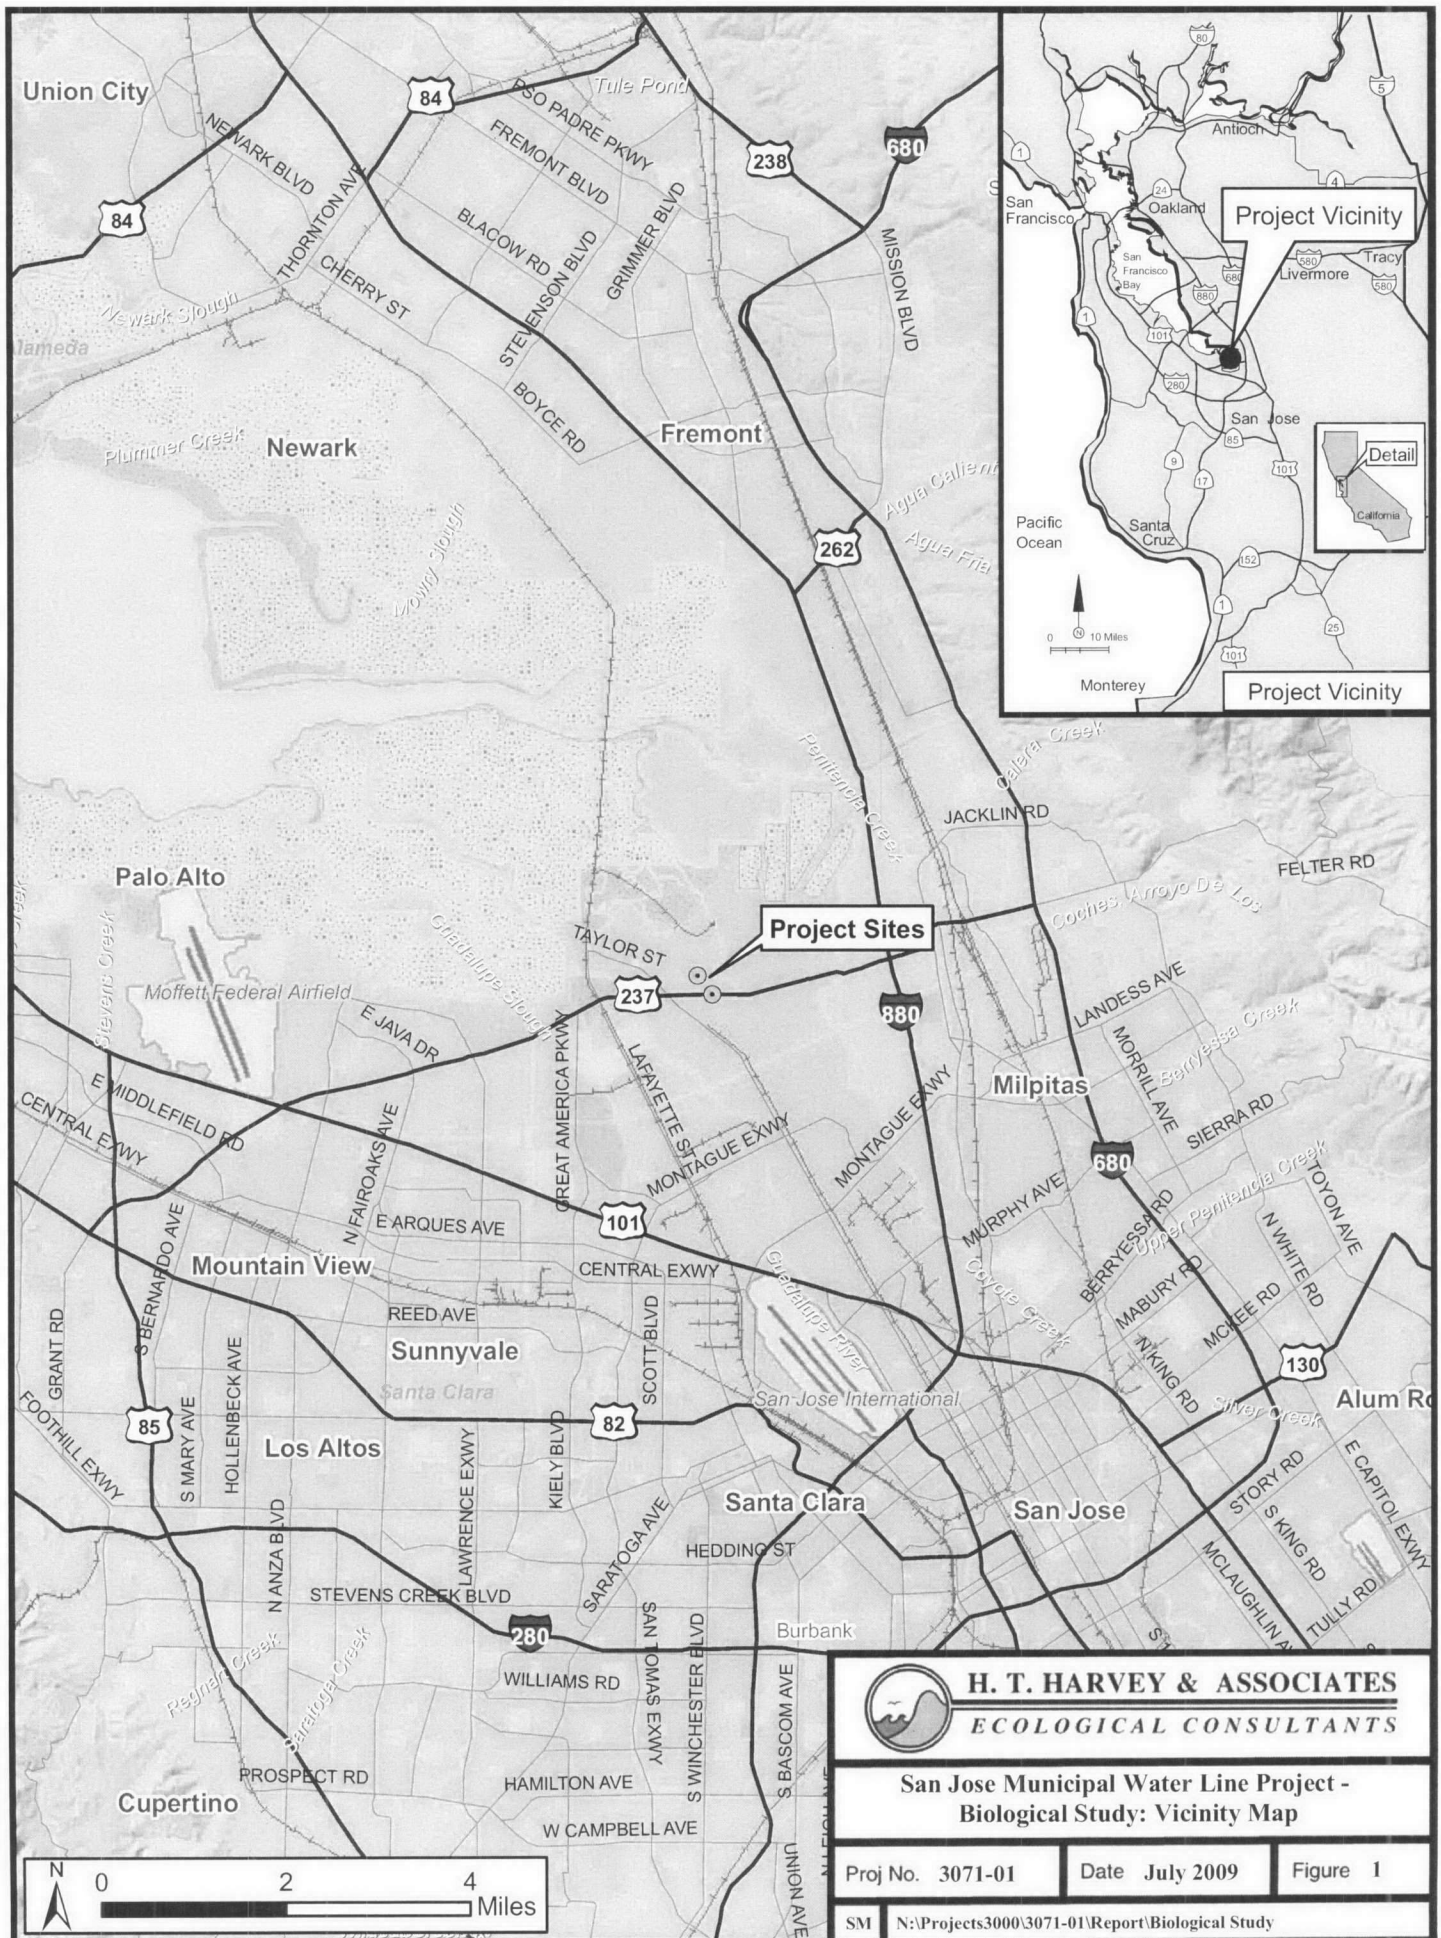 Union City
84
Tule Pond
PSO PADRE PKWY
680
NEWARK BLVD
FREMONT BLVD
238
84
THORNTON AVE
BLACOW RD
GRIMMER BLVD
MISSION BLVD
CHERRY ST
STEVENSON BLVD
Newark Slough
BOYCE RD
Plummer Creek
Newark
Fremont
Agua Calient
Mowry Slough
262
Agua Fria
80
5
Antioch
1
4
24
San
Francisco
Oakland
Project Vicinity
San
Francisco
Bay
580
Tracy
680
Livermore
580
880
1
101
280
San Jose
85
Detail
9
101
17
California
Pacific
Ocean
Santa
Cruz
152
1
N
0 10 Miles
25
101
Monterey
Project Vicinity
Penitencia Creek
Calera Creek
JACKLIN RD
FELTER RD
Palo Alto
Coches, Arroyo De Los
Stevens Creek
Guadalupe Slough
TAYLOR ST
Project Sites
Moffett Federal Airfield
237
880
LANDESS AVE
E JAVA DR
Berryessa Creek
MORRILL AVE
GREAT AMERICA PKWY
LAFAYETTE ST
Milpitas
E MIDDLEFIELD RD
CENTRAL EXWY
N FAIROAKS AVE
MONTAGUE EXWY
MONTAGUE EXWY
SIERRA RD
680
Upper Penitencia Creek
TOYON AVE
E ARQUES AVE
101
MURPHY AVE
BERRYESSA RD
N WHITE RD
S BERNARDO AVE
Mountain View
CENTRAL EXWY
Guadalupe River
Coyote Creek
MABURY RD
MCKEE RD
REED AVE
GRANT RD
HOLLENBECK AVE
Sunnyvale
SCOTT BLVD
N KING RD
130
Santa Clara
San Jose International
Silver Creek
FOOTHILL EXWY
85
S MARY AVE
82
Los Altos
LAWRENCE EXWY
KIELY BLVD
STORY RD
E CAPITOL EXWY
Santa Clara
San Jose
N ANZA BLVD
SARATOGA AVE
S KING RD
HEDDING ST
MCLAUGHLIN
STEVENS CREEK BLVD
TULLY RD
280
SAN TOMAS EXWY
S WINCHESTER BLVD
Burbank
Regnart Creek
Saratoga Creek
WILLIAMS RD
S BASCOM AVE
PROSPECT RD
HAMILTON AVE
Cupertino
W CAMPBELL AVE
UNION AVE
N
0 2 4
Miles
H. T. HARVEY & ASSOCIATES
ECOLOGICAL CONSULTANTS
San Jose Municipal Water Line Project -
Biological Study: Vicinity Map
Proj No. 3071-01
Date July 2009
Figure 1
SM N:\Projects3000\3071-01\Report\Biological Study